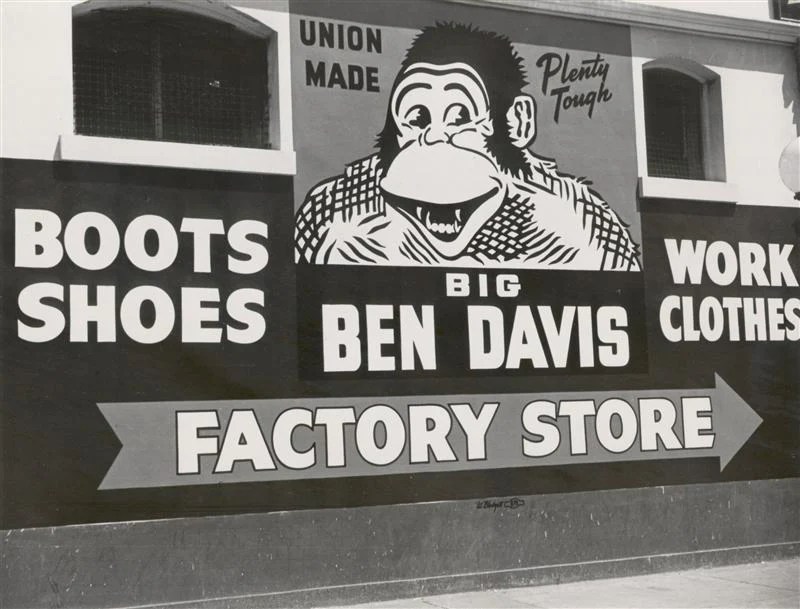 UNION
MADE
Plenty
Tough
BOOTS
SHOES
BIG
BEN DAVIS
WORK
CLOTHES
FACTORY STORE